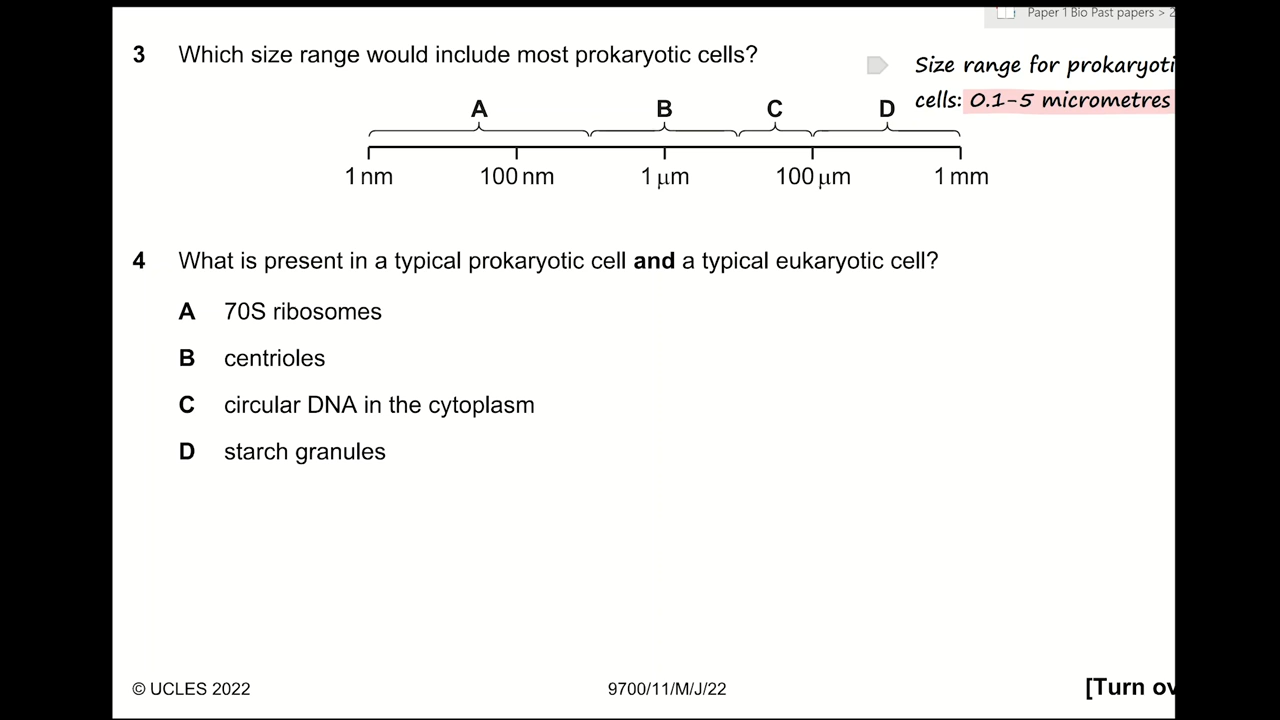 Paper 1 Bio Past papers > 2
3 Which size range would include most prokaryotic cells?
Size range for prokaryoti
cells: 0.1-5 micrometres
A B C D
1 nm 100 nm 1 µm 100 µm 1 mm
4 What is present in a typical prokaryotic cell and a typical eukaryotic cell?
A 70S ribosomes
B centrioles
C circular DNA in the cytoplasm
D starch granules
© UCLES 2022 9700/11/M/J/22 [Turn ov